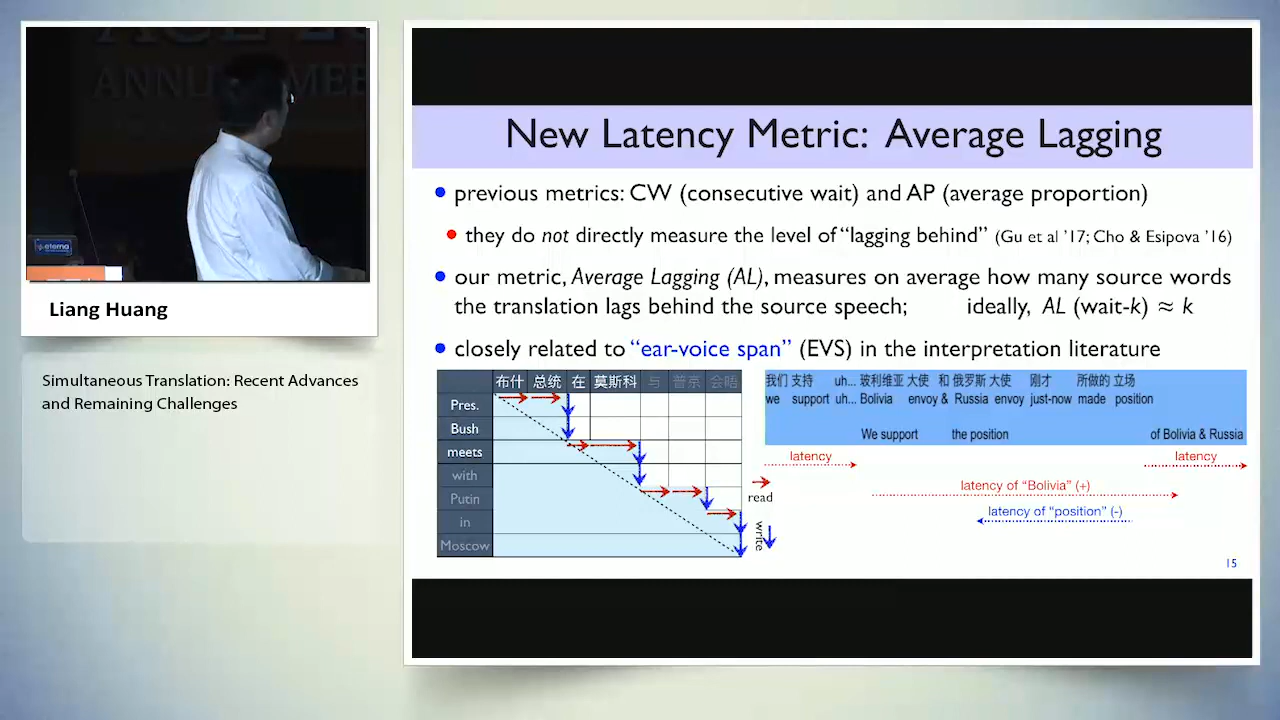 ANNU
MEE
eterna
Liang Huang
Simultaneous Translation: Recent Advances
and Remaining Challenges
New Latency Metric: Average Lagging
previous metrics: CW (consecutive wait) and AP (average proportion)
they do not directly measure the level of "lagging behind" (Gu et al '17; Cho & Esipova '16)
our metric, Average Lagging (AL), measures on average how many source words
the translation lags behind the source speech; ideally, AL (wait-k) ≈ k
closely related to "ear-voice span" (EVS) in the interpretation literature
布什 总统 在 莫斯科 与 普京 会晤
Pres.
Bush
meets
with
Putin
in
Moscow
read
write
我们 支持 uh... 玻利维亚 大使 和 俄罗斯 大使 刚才 所做的 立场
we support uh... Bolivia envoy & Russia envoy just-now made position
We support the position of Bolivia & Russia
latency latency
latency of "Bolivia" (+)
latency of "position" (-)
15